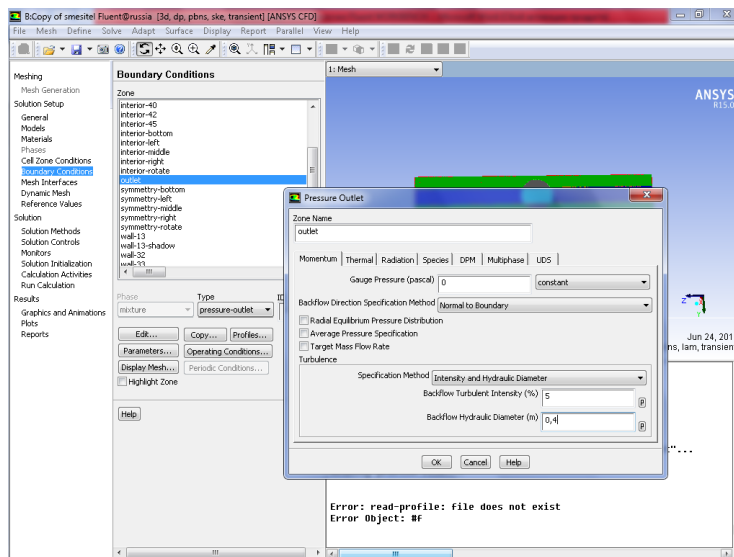 B:Copy of smesitel Fluent@russia [3d, dp, pbns, ske, transient] [ANSYS CFD]
File Mesh Define Solve Adapt Surface Display Report Parallel View Help
Meshing
Mesh Generation
Solution Setup
General
Models
Materials
Phases
Cell Zone Conditions
Boundary Conditions
Mesh Interfaces
Dynamic Mesh
Reference Values
Solution
Solution Methods
Solution Controls
Monitors
Solution Initialization
Calculation Activities
Run Calculation
Results
Graphics and Animations
Plots
Reports
Boundary Conditions
Zone
interior-40
interior-42
interior-45
interior-bottom
interior-left
interior-middle
interior-right
interior-rotate
outlet
symmetry-bottom
symmetry-left
symmetry-middle
symmetry-right
symmetry-rotate
wall-13
wall-13-shadow
wall-32
wall-33
Phase Type ID
mixture pressure-outlet
Edit... Copy... Profiles...
Parameters... Operating Conditions...
Display Mesh... Periodic Conditions...
Highlight Zone
Help
1: Mesh
ANSYS
R15.0
Pressure Outlet
Zone Name
outlet
Momentum Thermal Radiation Species DPM Multiphase UDS
Gauge Pressure (pascal) 0 constant
Backflow Direction Specification Method Normal to Boundary
Radial Equilibrium Pressure Distribution
Average Pressure Specification
Target Mass Flow Rate
Turbulence
Specification Method Intensity and Hydraulic Diameter
Backflow Turbulent Intensity (%) 5 P
Backflow Hydraulic Diameter (m) 0,4 P
OK Cancel Help
Z
Y
Jun 24, 201
ns, lam, transien
"...
Error: read-profile: file does not exist
Error Object: #f